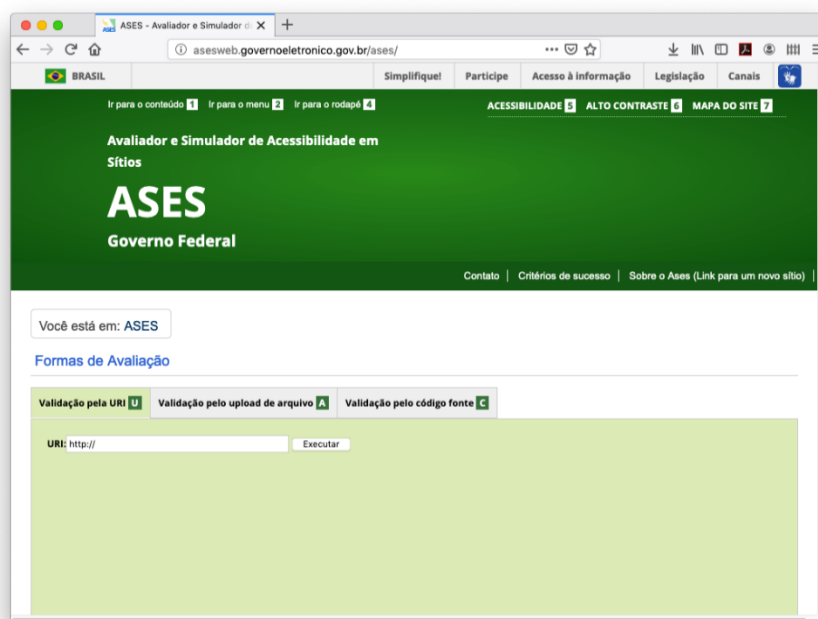 ASES - Avaliador e Simulador d
asesweb.governoeletronico.gov.br/ases/
BRASIL Simplifique! Participe Acesso à informação Legislação Canais
Ir para o conteúdo 1 Ir para o menu 2 Ir para o rodapé 4 ACESSIBILIDADE 5 ALTO CONTRASTE 6 MAPA DO SITE 7
Avaliador e Simulador de Acessibilidade em
Sítios
ASES
Governo Federal
Contato | Critérios de sucesso | Sobre o Ases (Link para um novo sítio) |
Você está em: ASES
Formas de Avaliação
Validação pela URI U Validação pelo upload de arquivo A Validação pelo código fonte C
URI: http:// Executar